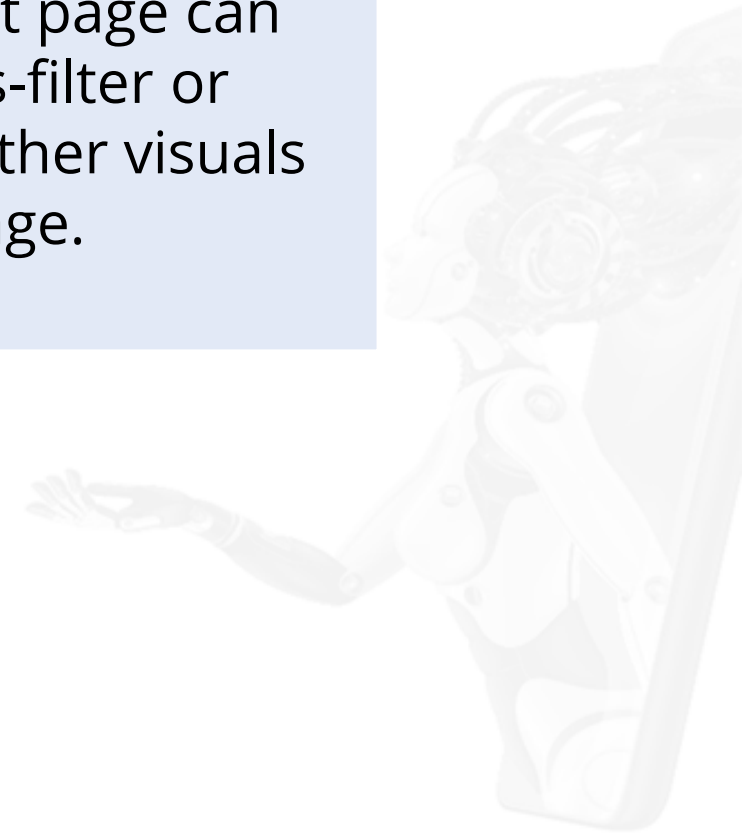 t page can
s-filter or
ther visuals
ge.